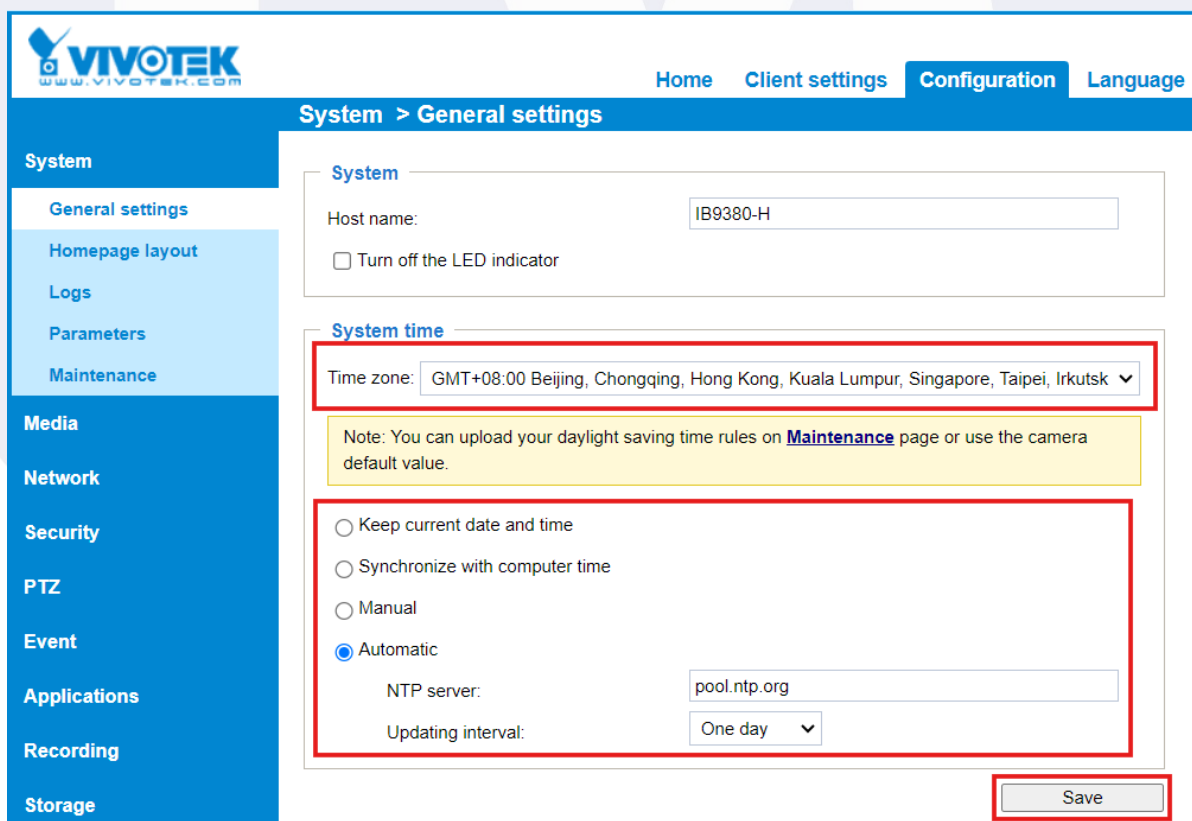 VIVOTEK
www.vivotek.com
Home Client settings Configuration Language
System > General settings
System
General settings
Homepage layout
Logs
Parameters
Maintenance
Media
Network
Security
PTZ
Event
Applications
Recording
Storage
System
Host name: IB9380-H
Turn off the LED indicator
System time
Time zone: GMT+08:00 Beijing, Chongqing, Hong Kong, Kuala Lumpur, Singapore, Taipei, Irkutsk
Note: You can upload your daylight saving time rules on Maintenance page or use the camera
default value.
Keep current date and time
Synchronize with computer time
Manual
Automatic
NTP server: pool.ntp.org
Updating interval: One day
Save